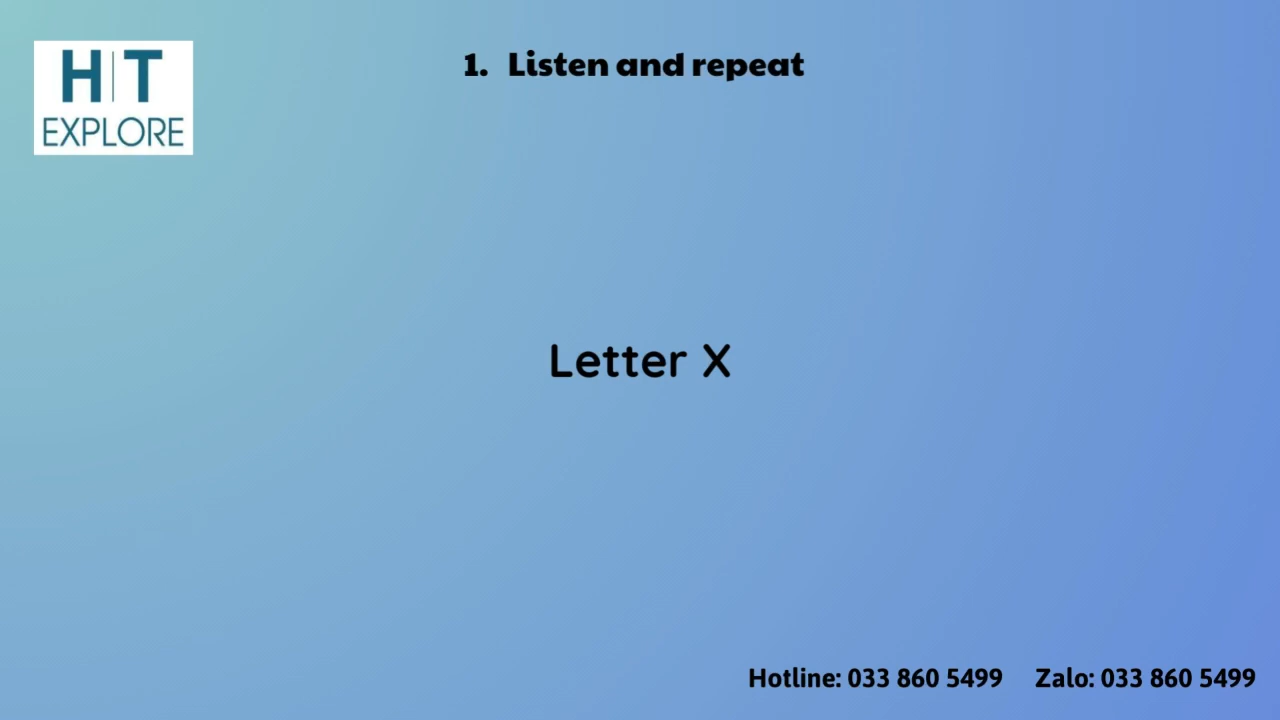 H|T
EXPLORE
1. Listen and repeat
Letter X
Hotline: 033 860 5499 Zalo: 033 860 5499